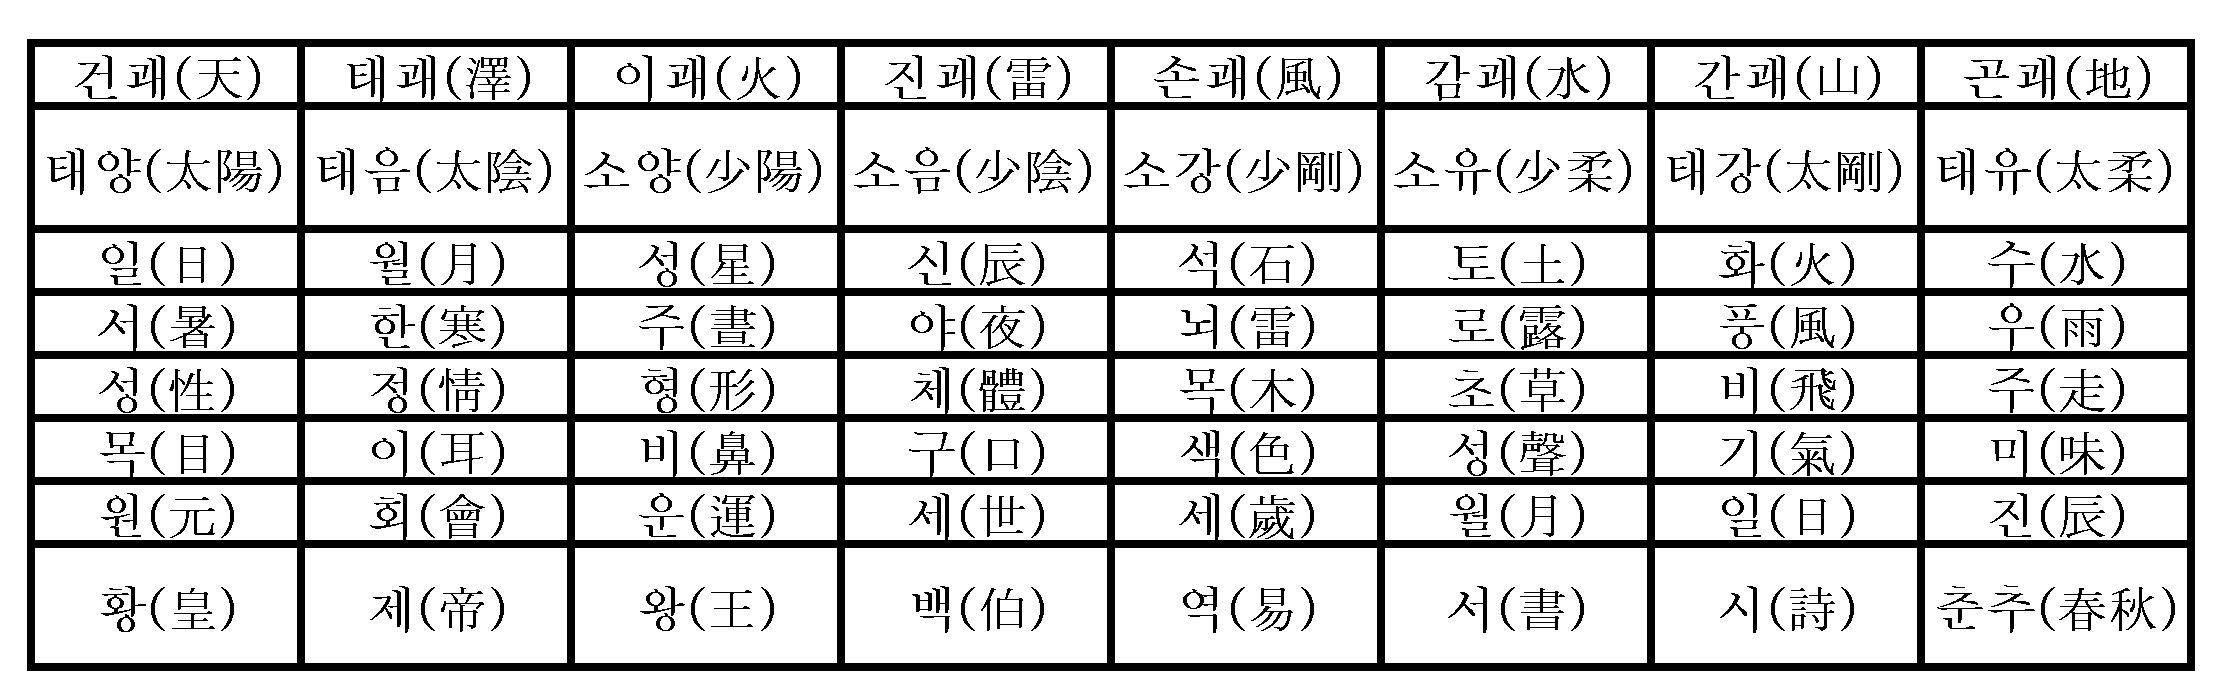 건괘(天) 태괘(澤) 이괘(火) 진괘(雷) 손괘(風) 감괘(水) 간괘(山) 곤괘(地)
태양(太陽) 태음(太陰) 소양(少陽) 소음(少陰) 소강(少剛) 소유(少柔) 태강(太剛) 태유(太柔)
일(日) 월(月) 성(星) 신(辰) 석(石) 토(土) 화(火) 수(水)
서(暑) 한(寒) 주(晝) 야(夜) 뇌(雷) 로(露) 풍(風) 우(雨)
성(性) 정(情) 형(形) 체(體) 목(木) 초(草) 비(飛) 주(走)
목(目) 이(耳) 비(鼻) 구(口) 색(色) 성(聲) 기(氣) 미(味)
원(元) 회(會) 운(運) 세(世) 세(歲) 월(月) 일(日) 진(辰)
황(皇) 제(帝) 왕(王) 백(伯) 역(易) 서(書) 시(詩) 춘추(春秋)